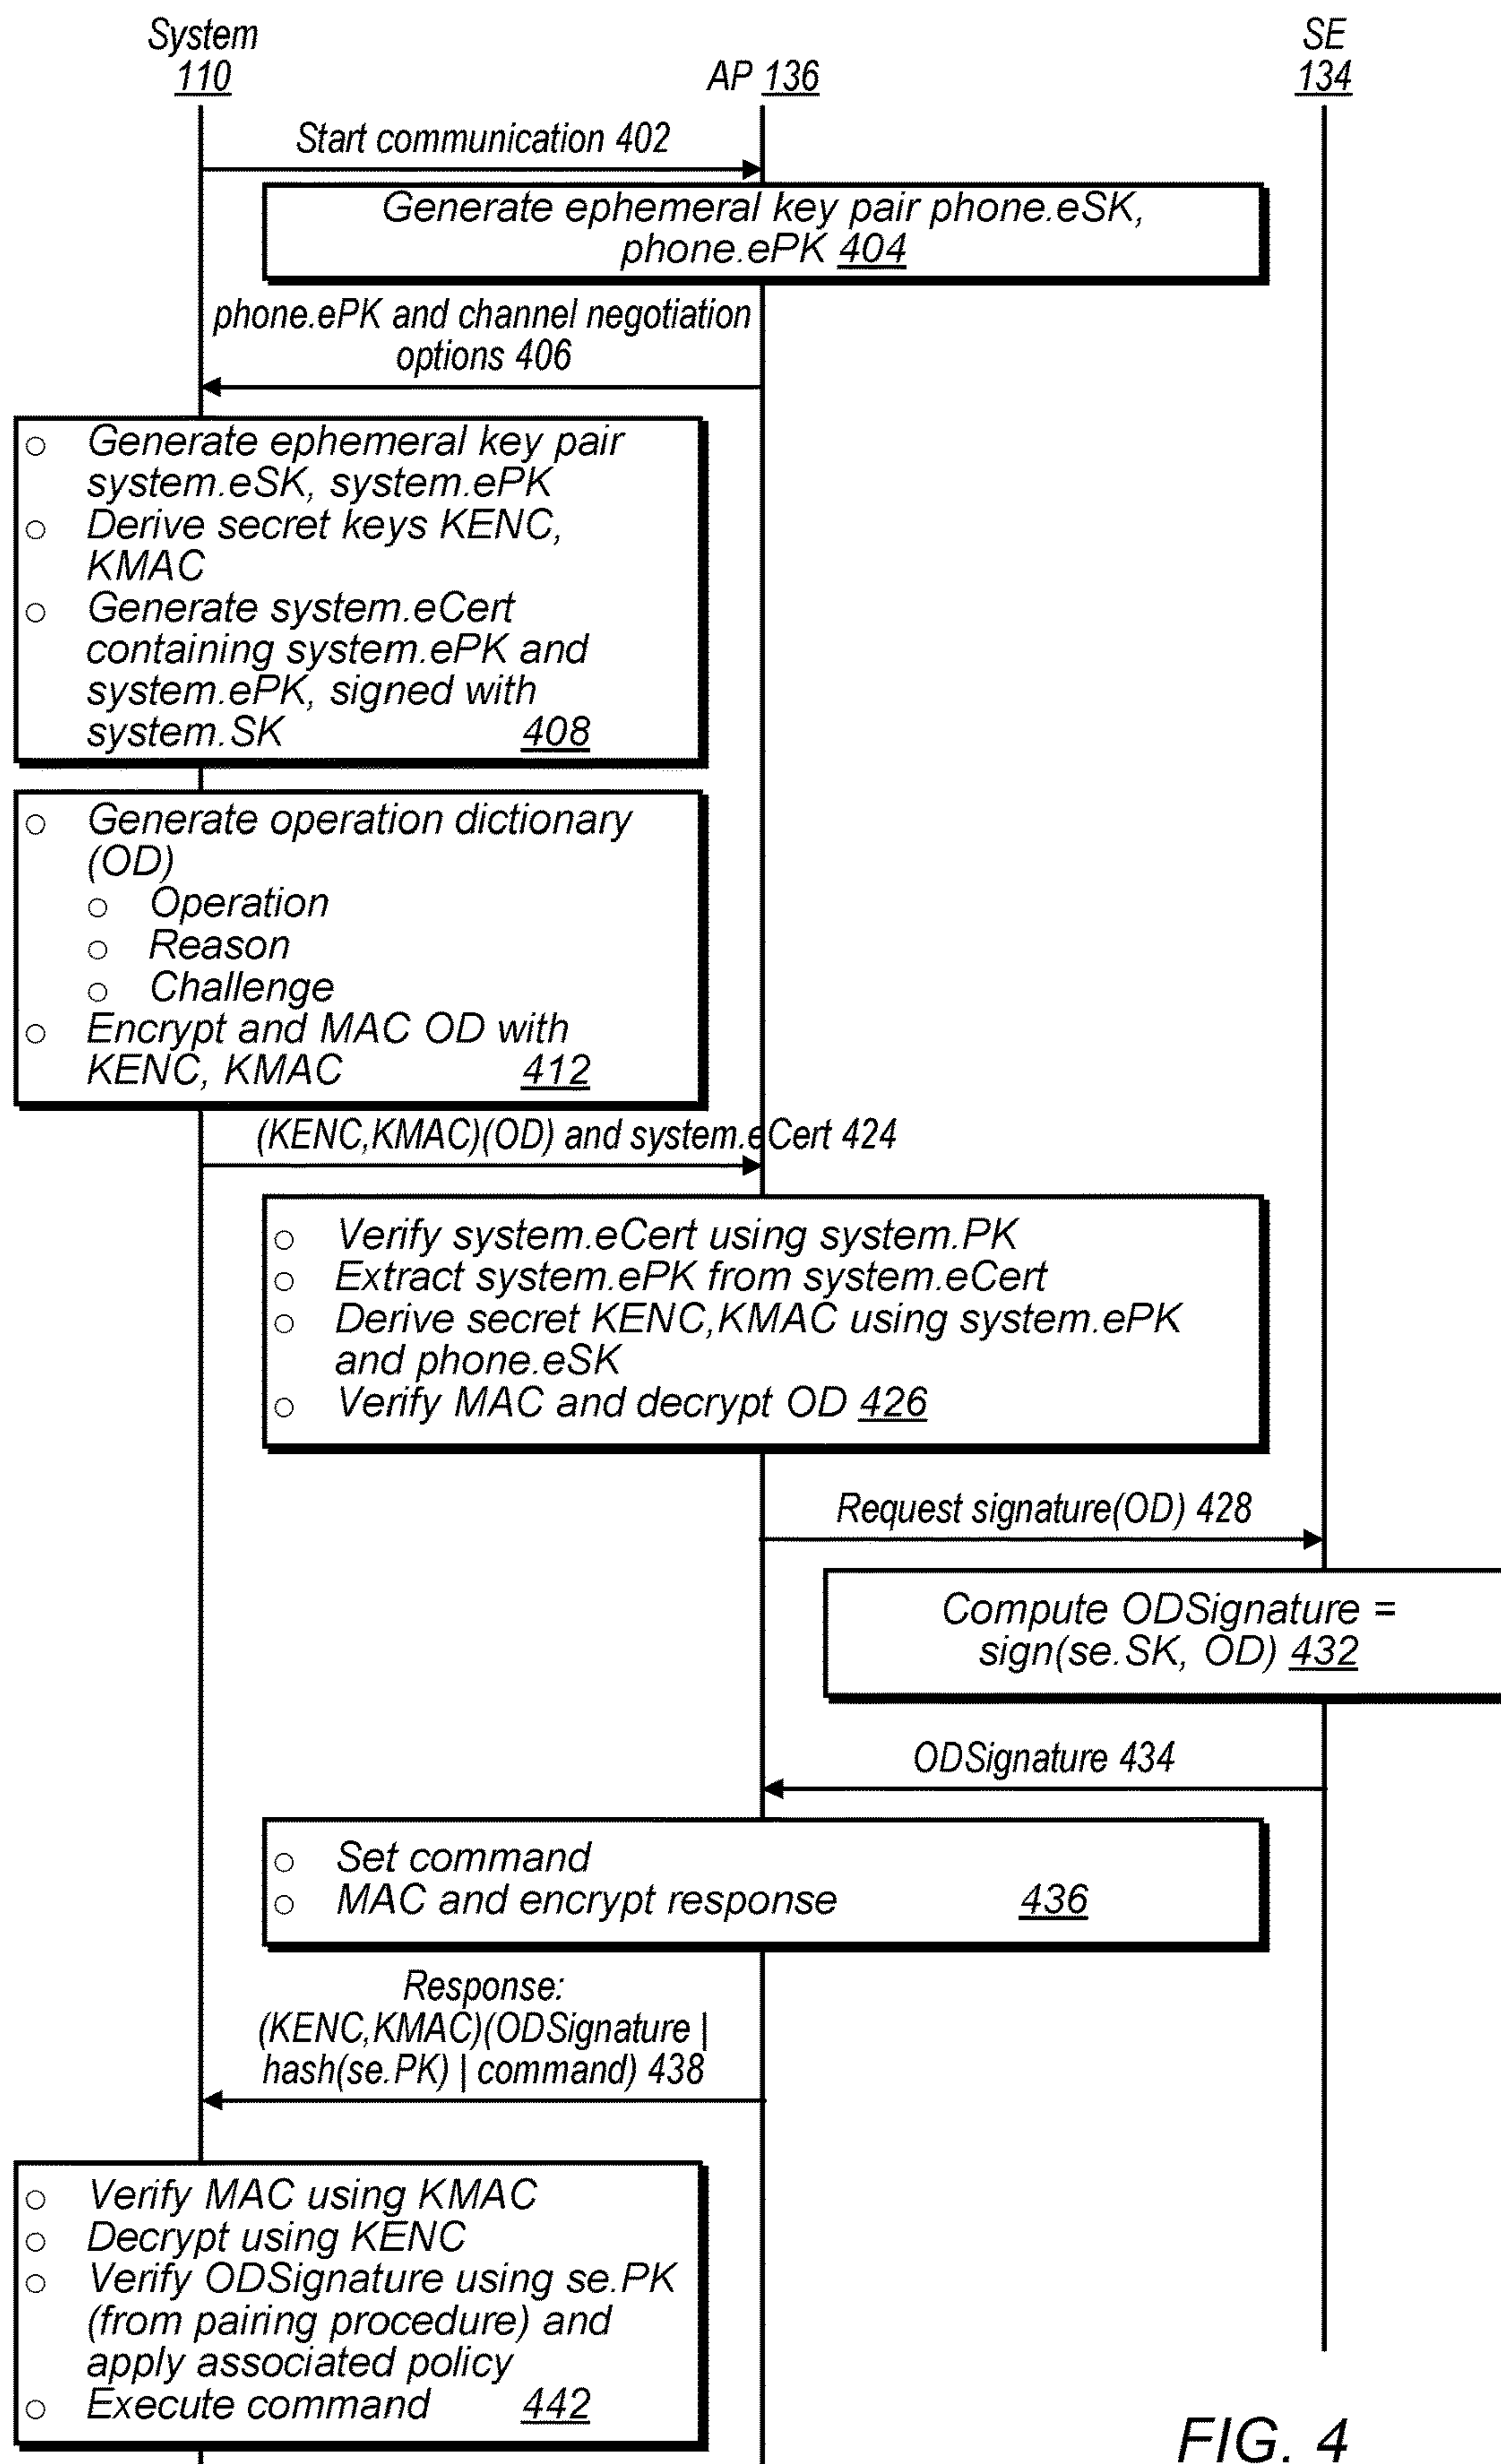 System
110
AP 136
SE
134
Start communication 402
Generate ephemeral key pair phone.eSK,
phone.ePK 404
phone.ePK and channel negotiation
options 406
○ Generate ephemeral key pair
system.eSK, system.ePK
○ Derive secret keys KENC,
KMAC
○ Generate system.eCert
containing system.ePK and
system.ePK, signed with
system.SK 408
○ Generate operation dictionary
(OD)
○ Operation
○ Reason
○ Challenge
○ Encrypt and MAC OD with
KENC, KMAC 412
(KENC,KMAC)(OD) and system.eCert 424
○ Verify system.eCert using system.PK
○ Extract system.ePK from system.eCert
○ Derive secret KENC,KMAC using system.ePK
and phone.eSK
○ Verify MAC and decrypt OD 426
Request signature(OD) 428
Compute ODSignature =
sign(se.SK, OD) 432
ODSignature 434
○ Set command
○ MAC and encrypt response 436
Response:
(KENC,KMAC)(ODSignature |
hash(se.PK) | command) 438
○ Verify MAC using KMAC
○ Decrypt using KENC
○ Verify ODSignature using se.PK
(from pairing procedure) and
apply associated policy
○ Execute command 442
FIG. 4